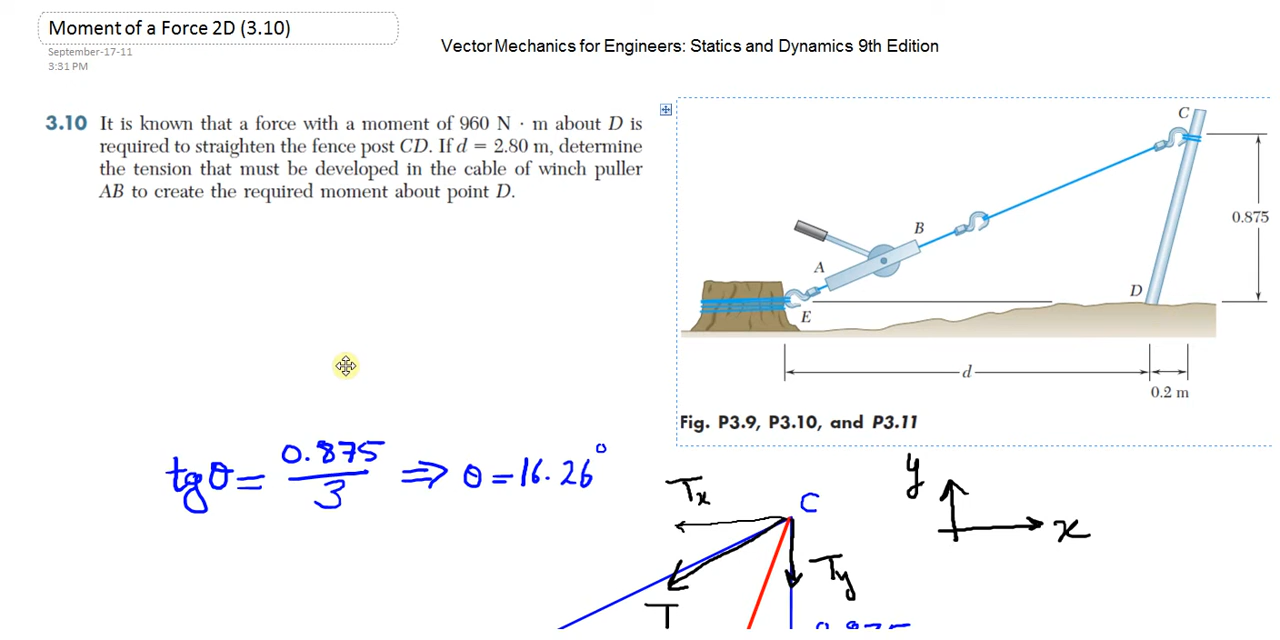 Moment of a Force 2D (3.10)
September-17-11
3:31 PM
Vector Mechanics for Engineers: Statics and Dynamics 9th Edition
3.10 It is known that a force with a moment of 960 N · m about D is
required to straighten the fence post CD. If d = 2.80 m, determine
the tension that must be developed in the cable of winch puller
AB to create the required moment about point D.
C
0.875
B
A
D
E
d
0.2 m
Fig. P3.9, P3.10, and P3.11
tgθ = 0.875/3 ⇒ θ = 16.26°
Tx
C
y
x
Ty
T
0.875